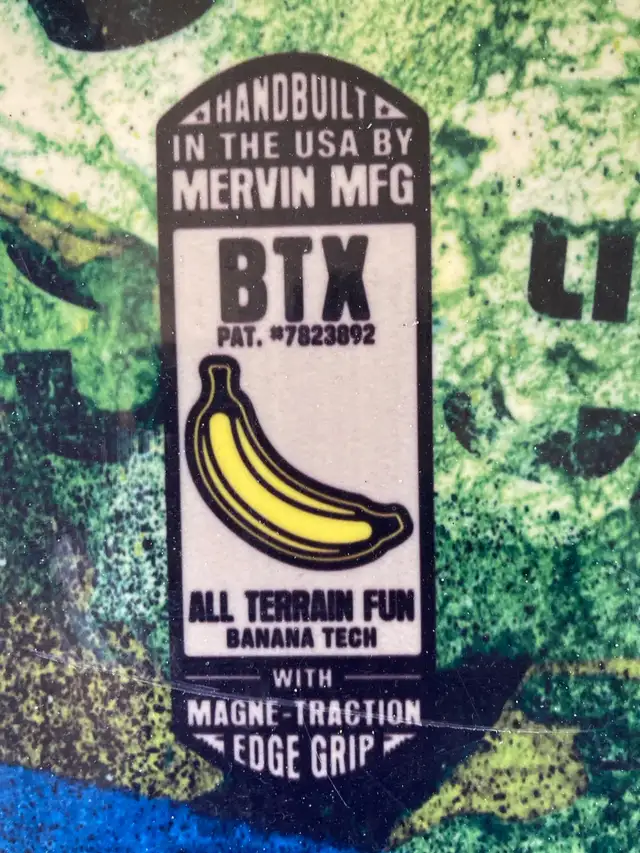 HANDBUILT
IN THE USA BY
MERVIN MFG
BTX
PAT. #7823892
ALL TERRAIN FUN
BANANA TECH
WITH
MAGNE-TRACTION
EDGE GRIP